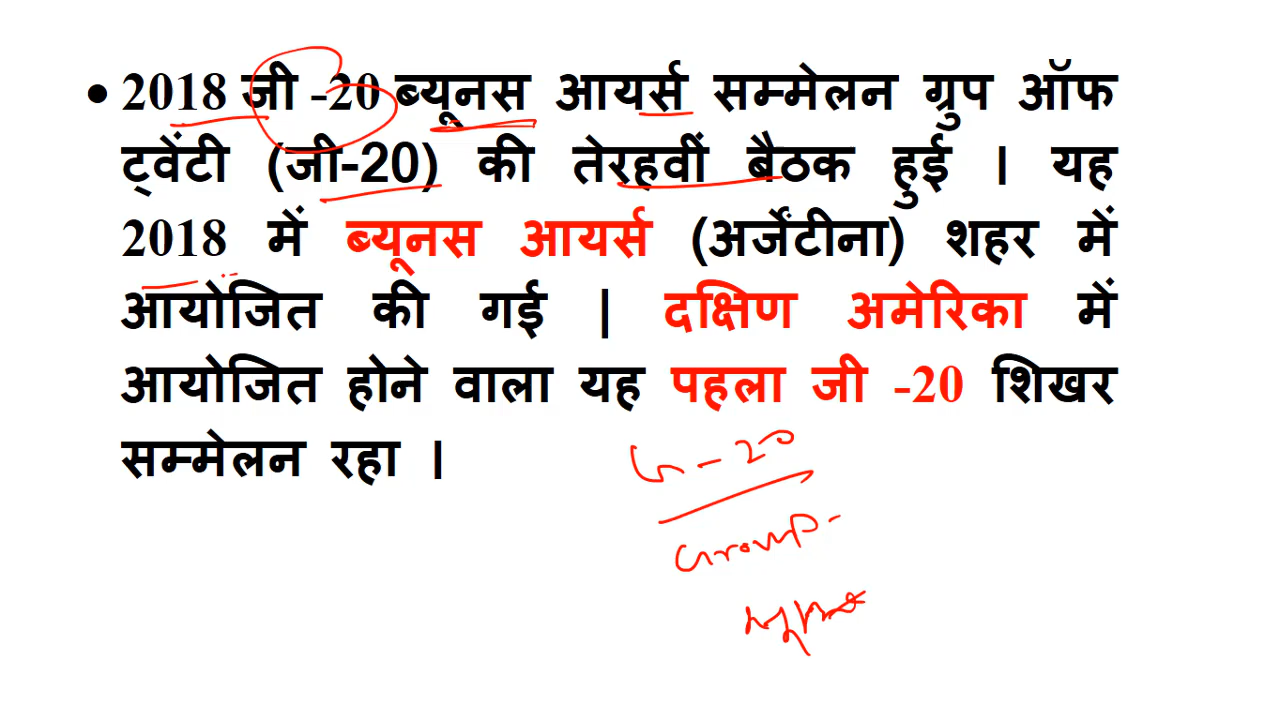 • 2018 जी -20 ब्यूनस आयर्स सम्मेलन ग्रुप ऑफ
ट्वेंटी (जी-20) की तेरहवीं बैठक हुई । यह
2018 में ब्यूनस आयर्स (अर्जेंटीना) शहर में
आयोजित की गई | दक्षिण अमेरिका में
आयोजित होने वाला यह पहला जी -20 शिखर
सम्मेलन रहा ।
G-20
Group-